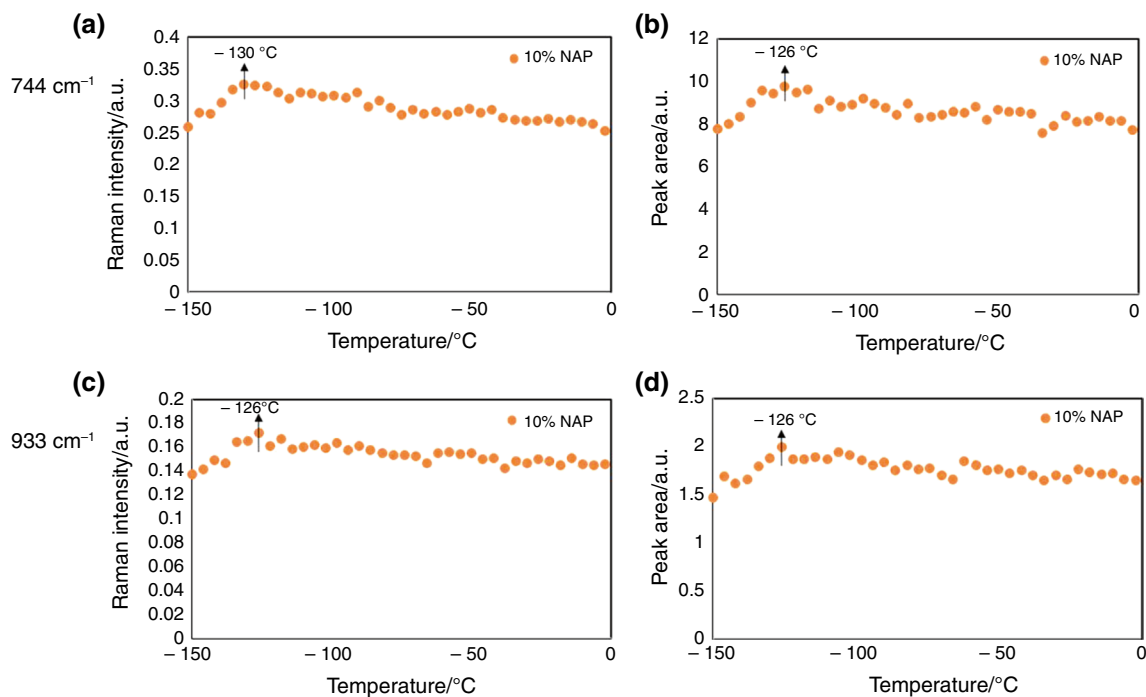 (a)
744 cm⁻¹
Raman intensity/a.u.
0.4
0.35
0.3
0.25
0.2
0.15
0.1
0.05
0
– 130 °C
10% NAP
– 150
– 100
– 50
0
Temperature/°C
(b)
Peak area/a.u.
12
10
8
6
4
2
0
– 126 °C
10% NAP
– 150
– 100
– 50
0
Temperature/°C
(c)
933 cm⁻¹
Raman intensity/a.u.
0.2
0.18
0.16
0.14
0.12
0.1
0.08
0.06
0.04
0.02
0
– 126°C
10% NAP
– 150
– 100
– 50
0
Temperature/°C
(d)
Peak area/a.u.
2.5
2
1.5
1
0.5
0
– 126 °C
10% NAP
– 150
– 100
– 50
0
Temperature/°C